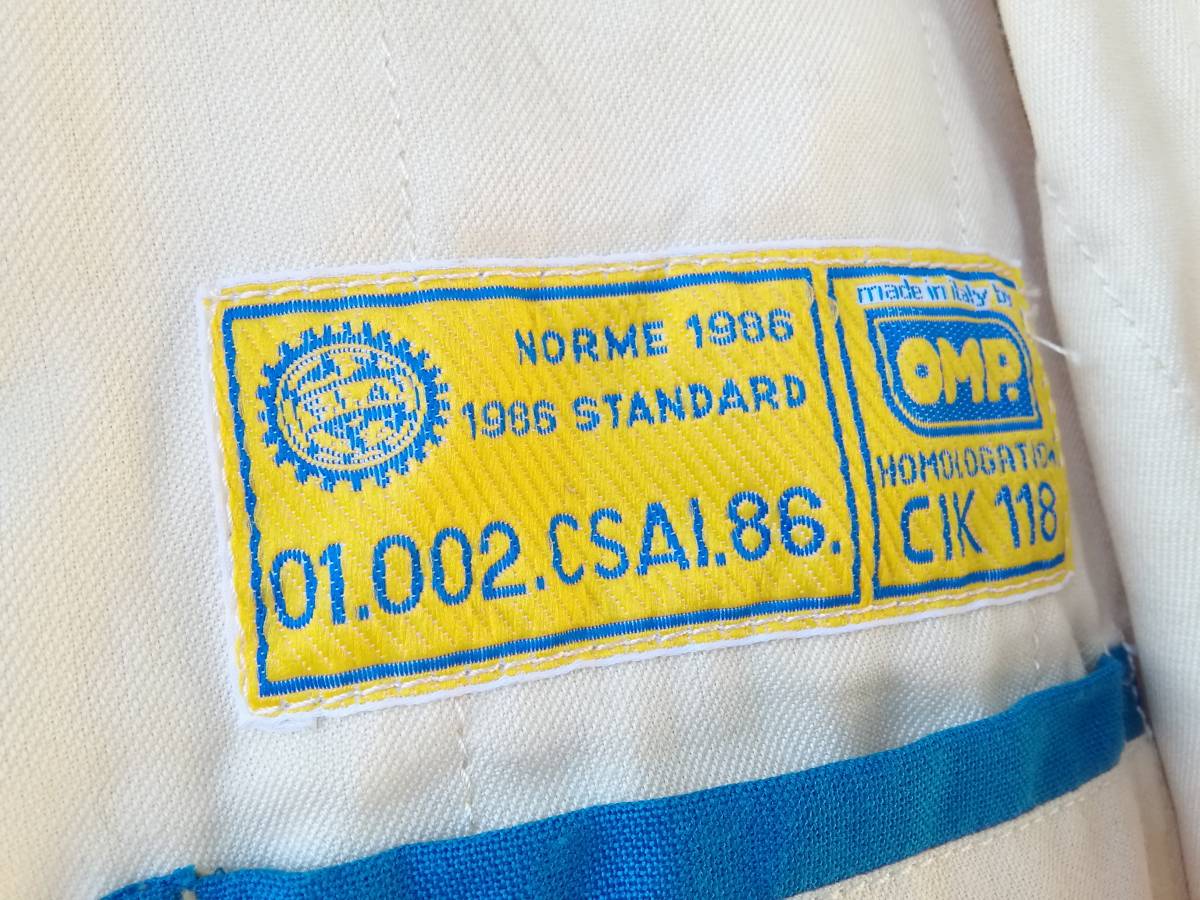 NORME 1986
1986 STANDARD
01.002.CSAI.86.
made in italy by
OMP.
HOMOLOGATION
CIK 118